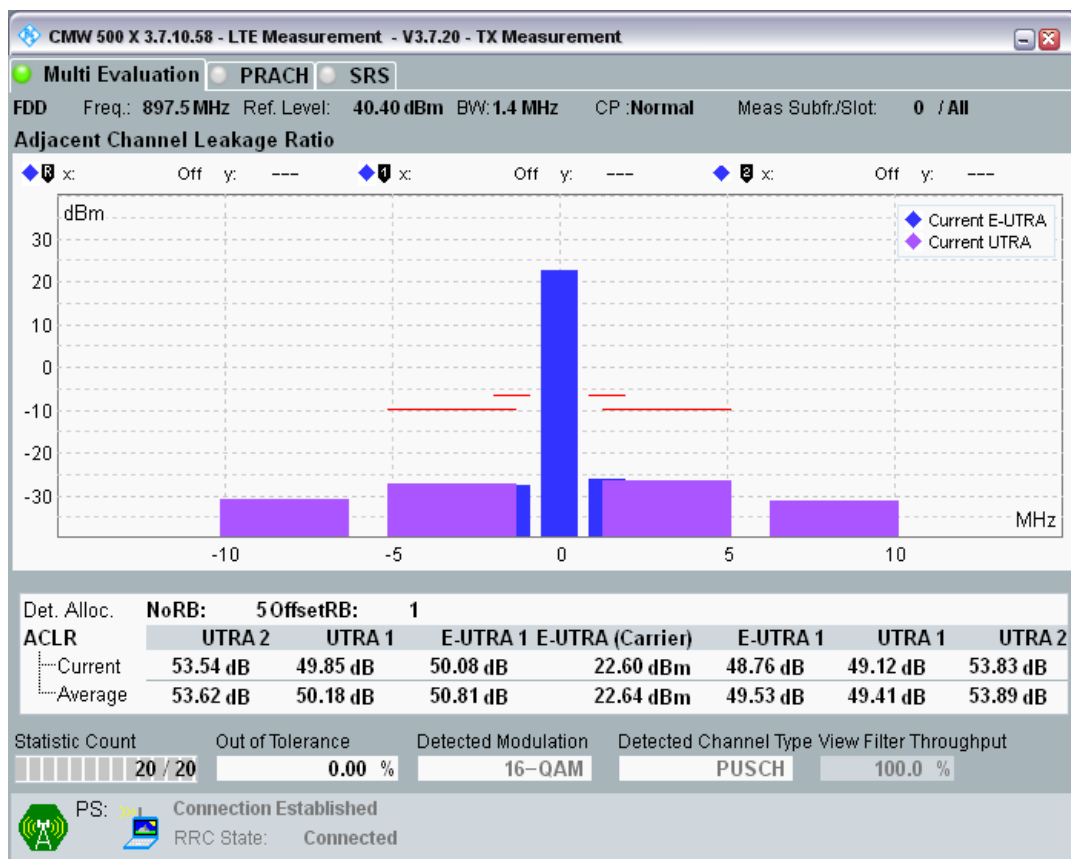 CMW 500 X 3.7.10.58 - LTE Measurement - V3.7.20 - TX Measurement
Multi Evaluation PRACH SRS
FDD Freq.: 897.5 MHz Ref. Level: 40.40 dBm BW: 1.4 MHz CP :Normal Meas Subfr./Slot: 0 / All
Adjacent Channel Leakage Ratio
R x: Off y: --- 1 x: Off y: --- 2 x: Off y: ---
dBm
Current E-UTRA
Current UTRA
30
20
10
0
-10
-20
-30
MHz
-10 -5 0 5 10
Det. Alloc. NoRB: 5 OffsetRB: 1
ACLR UTRA 2 UTRA 1 E-UTRA 1 E-UTRA (Carrier) E-UTRA 1 UTRA 1 UTRA 2
Current 53.54 dB 49.85 dB 50.08 dB 22.60 dBm 48.76 dB 49.12 dB 53.83 dB
Average 53.62 dB 50.18 dB 50.81 dB 22.64 dBm 49.53 dB 49.41 dB 53.89 dB
Statistic Count Out of Tolerance Detected Modulation Detected Channel Type View Filter Throughput
20 / 20 0.00 % 16-QAM PUSCH 100.0 %
PS: Connection Established
RRC State: Connected